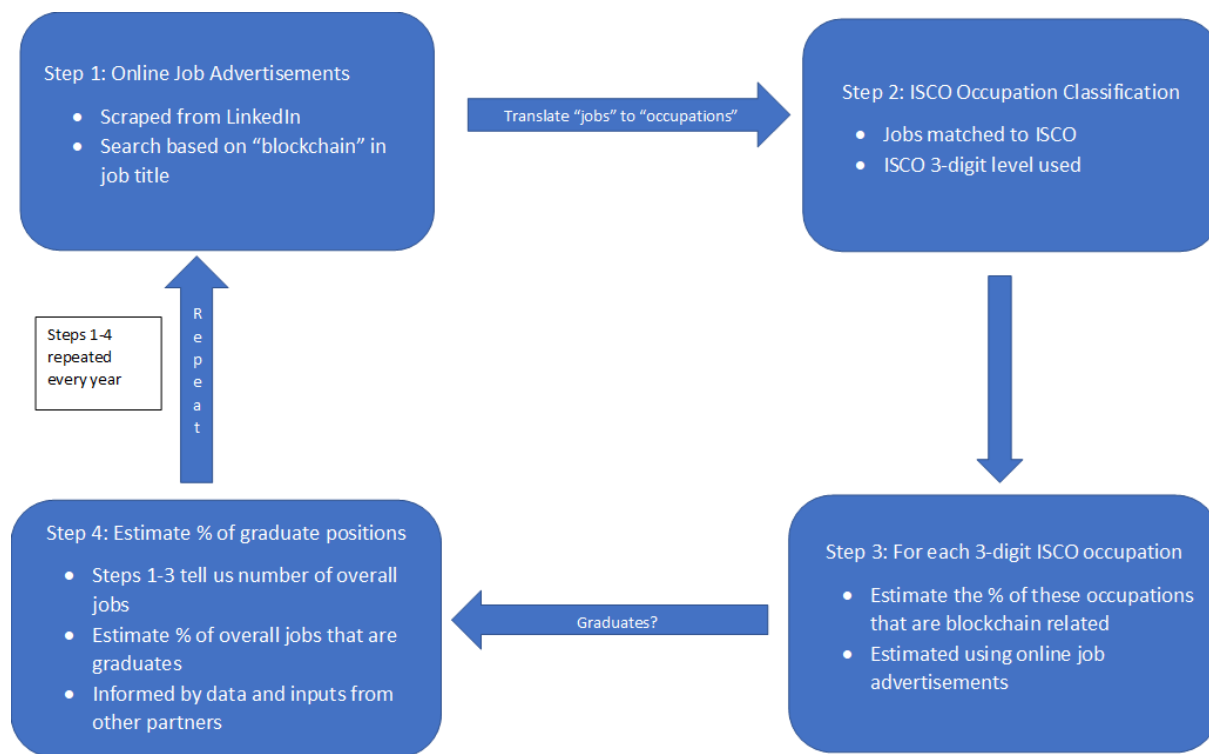 Step 1: Online Job Advertisements
• Scraped from LinkedIn
• Search based on “blockchain” in
job title
Translate “jobs” to “occupations”
Step 2: ISCO Occupation Classification
• Jobs matched to ISCO
• ISCO 3-digit level used
Steps 1-4
repeated
every year
Repeat
Step 4: Estimate % of graduate positions
• Steps 1-3 tell us number of overall
jobs
• Estimate % of overall jobs that are
graduates
• Informed by data and inputs from
other partners
Graduates?
Step 3: For each 3-digit ISCO occupation
• Estimate the % of these occupations
that are blockchain related
• Estimated using online job
advertisements